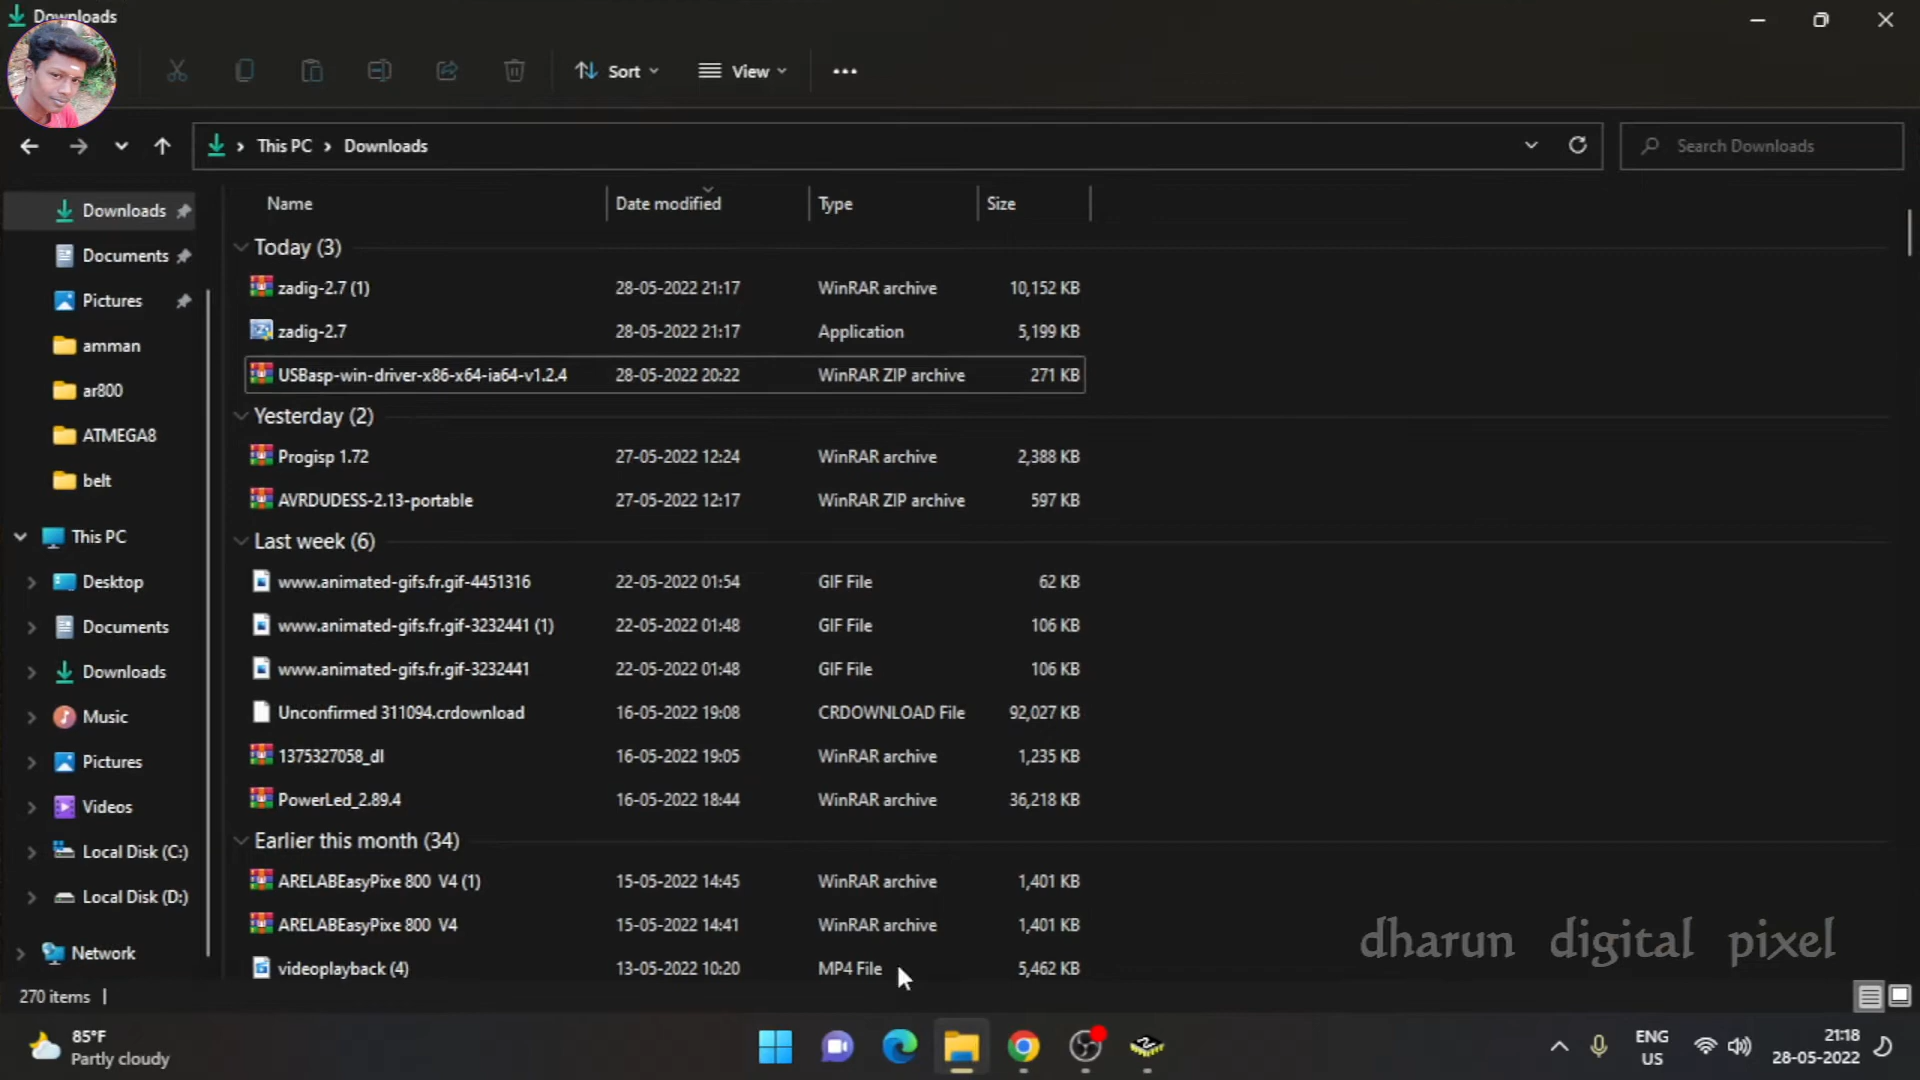 Downloads
Sort
View
This PC
Downloads
Search Downloads
Name
Date modified
Type
Size
Downloads
Documents
Pictures
amman
ar800
ATMEGA8
belt
This PC
Desktop
Documents
Downloads
Music
Pictures
Videos
Local Disk (C:)
Local Disk (D:)
Network
Today (3)
zadig-2.7 (1) 28-05-2022 21:17 WinRAR archive 10,152 KB
zadig-2.7 28-05-2022 21:17 Application 5,199 KB
USBasp-win-driver-x86-x64-ia64-v1.2.4 28-05-2022 20:22 WinRAR ZIP archive 271 KB
Yesterday (2)
Progisp 1.72 27-05-2022 12:24 WinRAR archive 2,388 KB
AVRDUDESS-2.13-portable 27-05-2022 12:17 WinRAR ZIP archive 597 KB
Last week (6)
www.animated-gifs.fr.gif-4451316 22-05-2022 01:54 GIF File 62 KB
www.animated-gifs.fr.gif-3232441 (1) 22-05-2022 01:48 GIF File 106 KB
www.animated-gifs.fr.gif-3232441 22-05-2022 01:48 GIF File 106 KB
Unconfirmed 311094.crdownload 16-05-2022 19:08 CRDOWNLOAD File 92,027 KB
1375327058_dl 16-05-2022 19:05 WinRAR archive 1,235 KB
PowerLed_2.89.4 16-05-2022 18:44 WinRAR archive 36,218 KB
Earlier this month (34)
ARELABEasyPixe 800 V4 (1) 15-05-2022 14:45 WinRAR archive 1,401 KB
ARELABEasyPixe 800 V4 15-05-2022 14:41 WinRAR archive 1,401 KB
videoplayback (4) 13-05-2022 10:20 MP4 File 5,462 KB
dharun digital pixel
270 items
85°F
Partly cloudy
ENG
US
21:18
28-05-2022